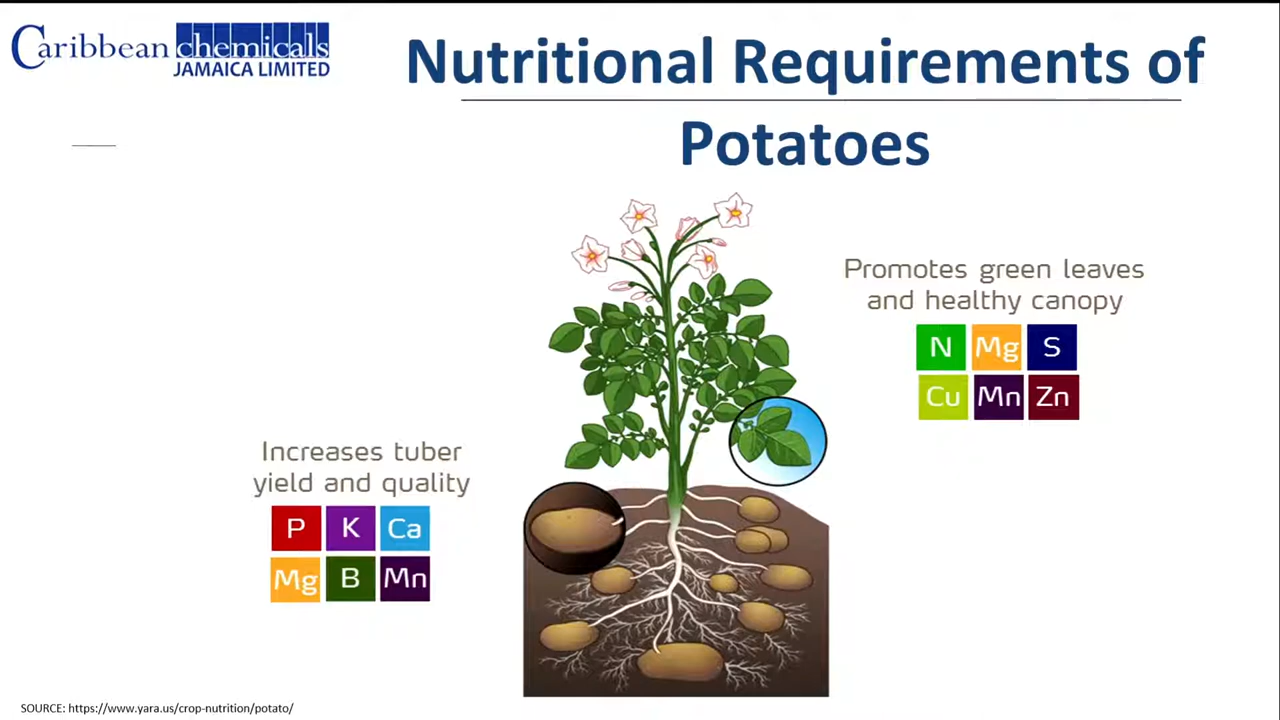 Caribbean chemicals
JAMAICA LIMITED
Nutritional Requirements of
Potatoes
Promotes green leaves
and healthy canopy
N Mg S
Cu Mn Zn
Increases tuber
yield and quality
P K Ca
Mg B Mn
SOURCE: https://www.yara.us/crop-nutrition/potato/